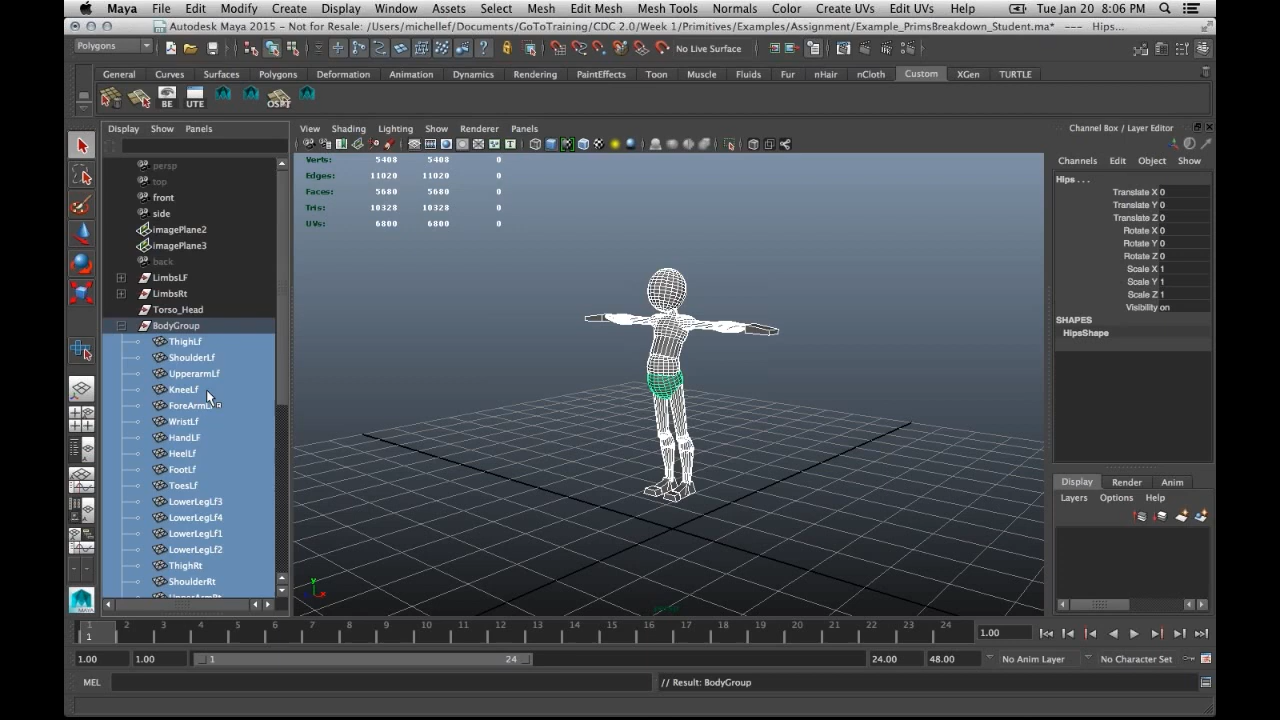 Maya File Edit Modify Create Display Window Assets Select Mesh Edit Mesh Mesh Tools Normals Color Create UVs Edit UVs Help Tue Jan 20 8:06 PM
Autodesk Maya 2015 - Not for Resale: /Users/michellef/Documents/GoToTraining/CDC 2.0/Week 1/Primitives/Examples/Assignment/Example_PrimsBreakdown_Student.ma* --- Hips...
Polygons No Live Surface
General Curves Surfaces Polygons Deformation Animation Dynamics Rendering PaintEffects Toon Muscle Fluids Fur nHair nCloth Custom XGen TURTLE
BE UTE OSPT
Display Show Panels
View Shading Lighting Show Renderer Panels
Channel Box / Layer Editor
Channels Edit Object Show
persp
top
front
side
imagePlane2
imagePlane3
back
LimbsLF
LimbsRt
Torso_Head
BodyGroup
ThighLf
ShoulderLf
UpperarmLf
KneeLf
WristLf
HandLF
HeelLf
FootLf
ToesLf
LowerLegLf3
LowerLegLf4
LowerLegLf1
LowerLegLf2
ThighRt
ShoulderRt
Verts: 5408 5408 0
Edges: 11020 11020 0
Faces: 5680 5680 0
Tris: 10328 10328 0
UVs: 6800 6800 0
Hips . . .
Translate X 0
Translate Y 0
Translate Z 0
Rotate X 0
Rotate Y 0
Rotate Z 0
Scale X 1
Scale Y 1
Scale Z 1
Visibility on
SHAPES
HipsShape
Display Render Anim
Layers Options Help
1 2 3 4 5 6 7 8 9 10 11 12 13 14 15 16 17 18 19 20 21 22 23 24 1.00
1
1.00 1.00 1 24 24.00 48.00 No Anim Layer No Character Set
MEL // Result: BodyGroup